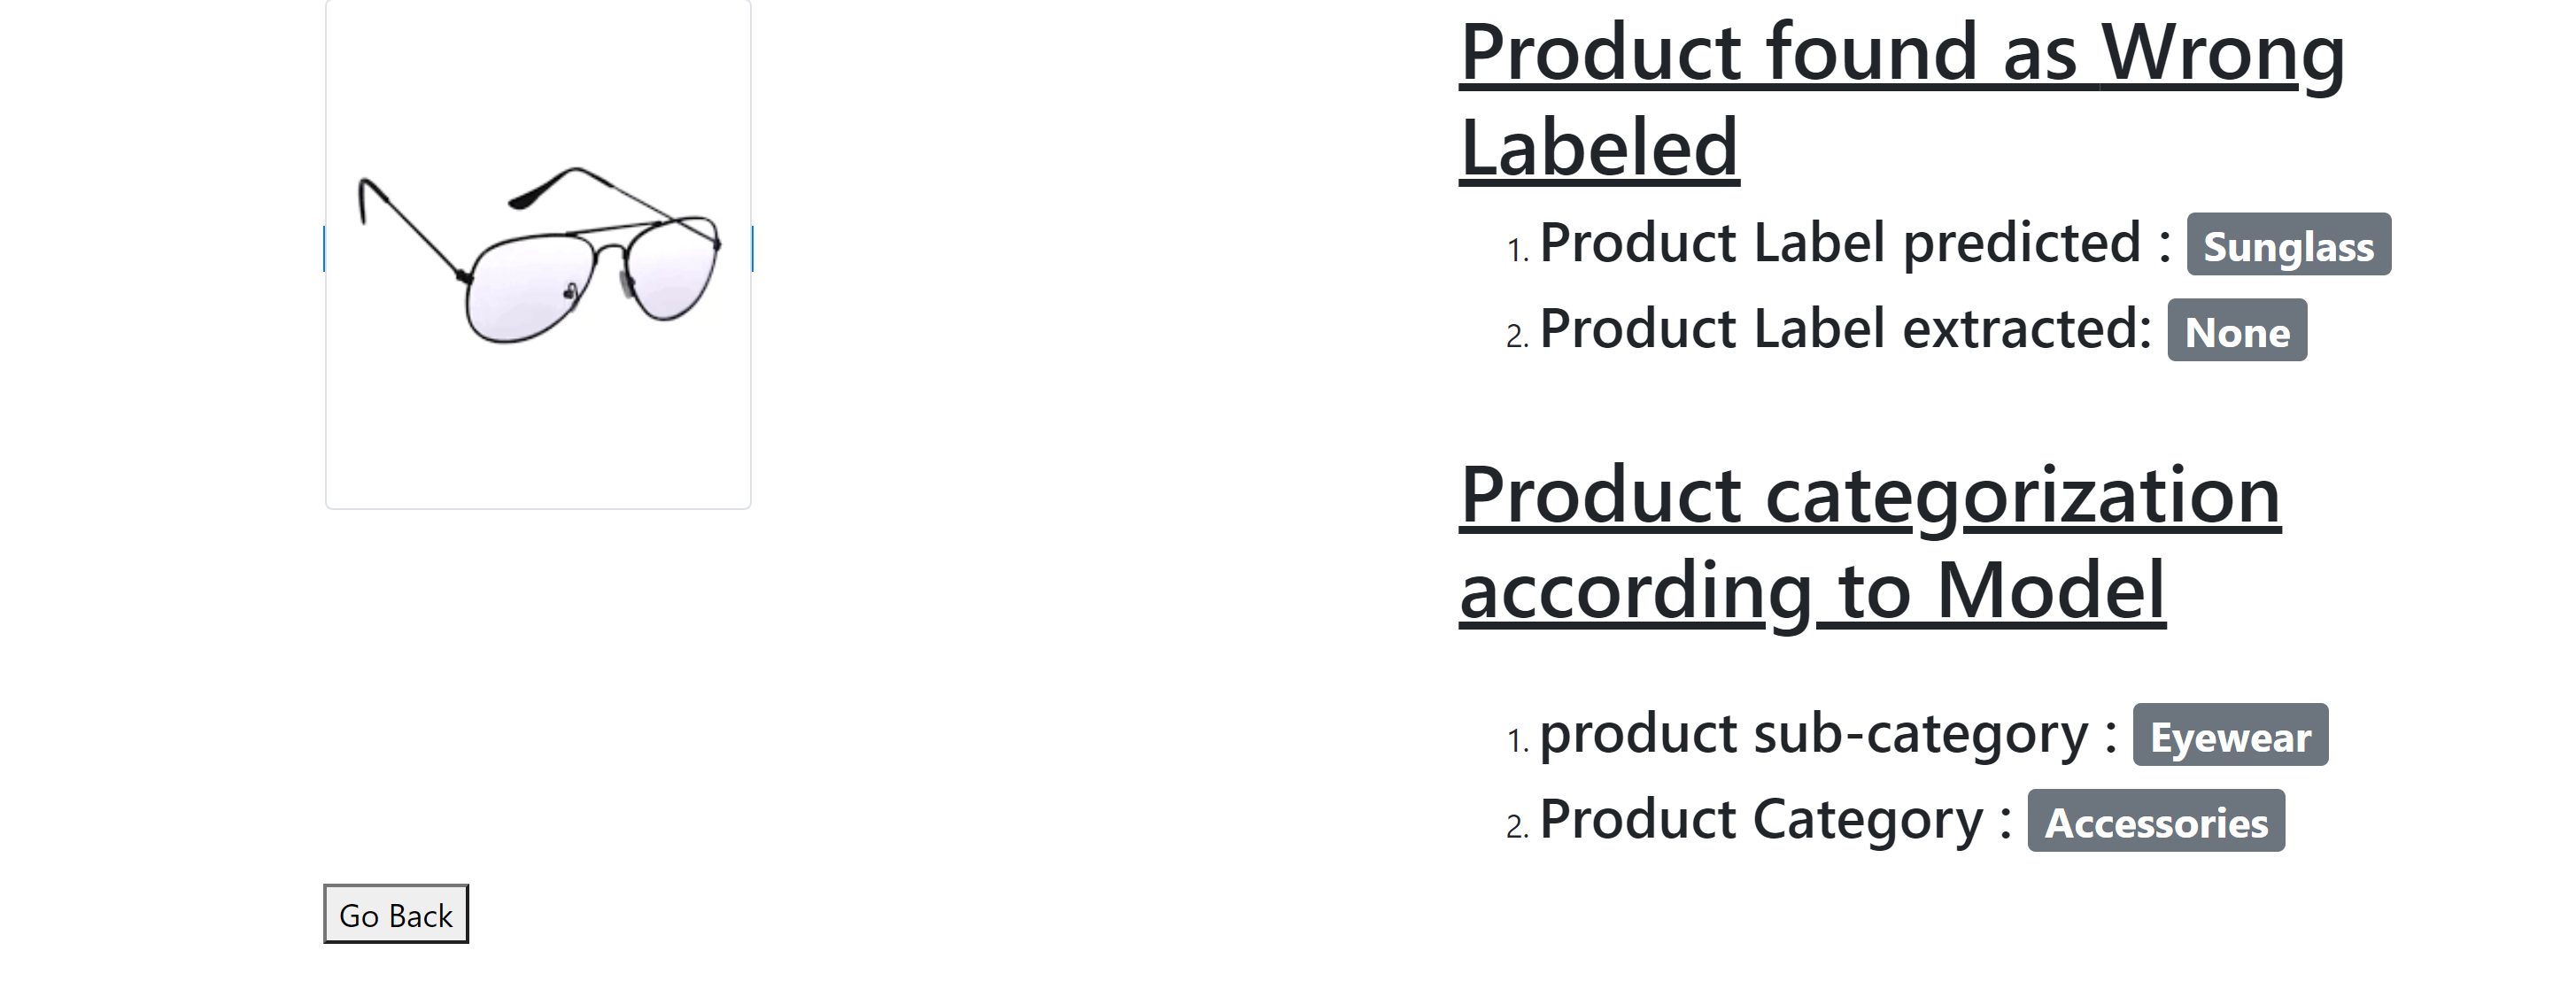 Product found as Wrong
Labeled
1. Product Label predicted : Sunglass
2. Product Label extracted: None
Product categorization
according to Model
1. product sub-category : Eyewear
2. Product Category : Accessories
Go Back